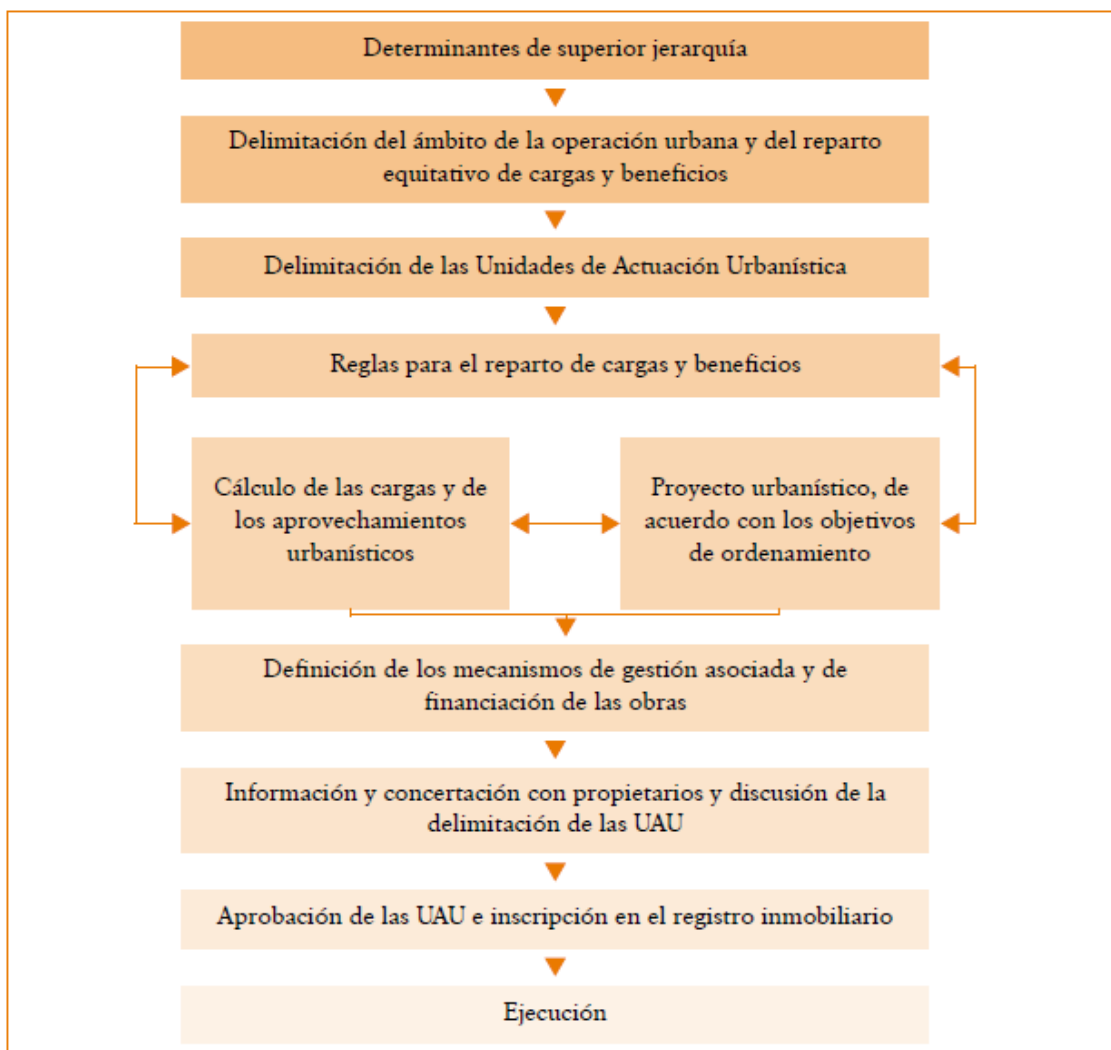 Determinantes de superior jerarquía
Delimitación del ámbito de la operación urbana y del reparto
equitativo de cargas y beneficios
Delimitación de las Unidades de Actuación Urbanística
Reglas para el reparto de cargas y beneficios
Cálculo de las cargas y de
los aprovechamientos
urbanísticos
Proyecto urbanístico, de
acuerdo con los objetivos
de ordenamiento
Definición de los mecanismos de gestión asociada y de
financiación de las obras
Información y concertación con propietarios y discusión de la
delimitación de las UAU
Aprobación de las UAU e inscripción en el registro inmobiliario
Ejecución